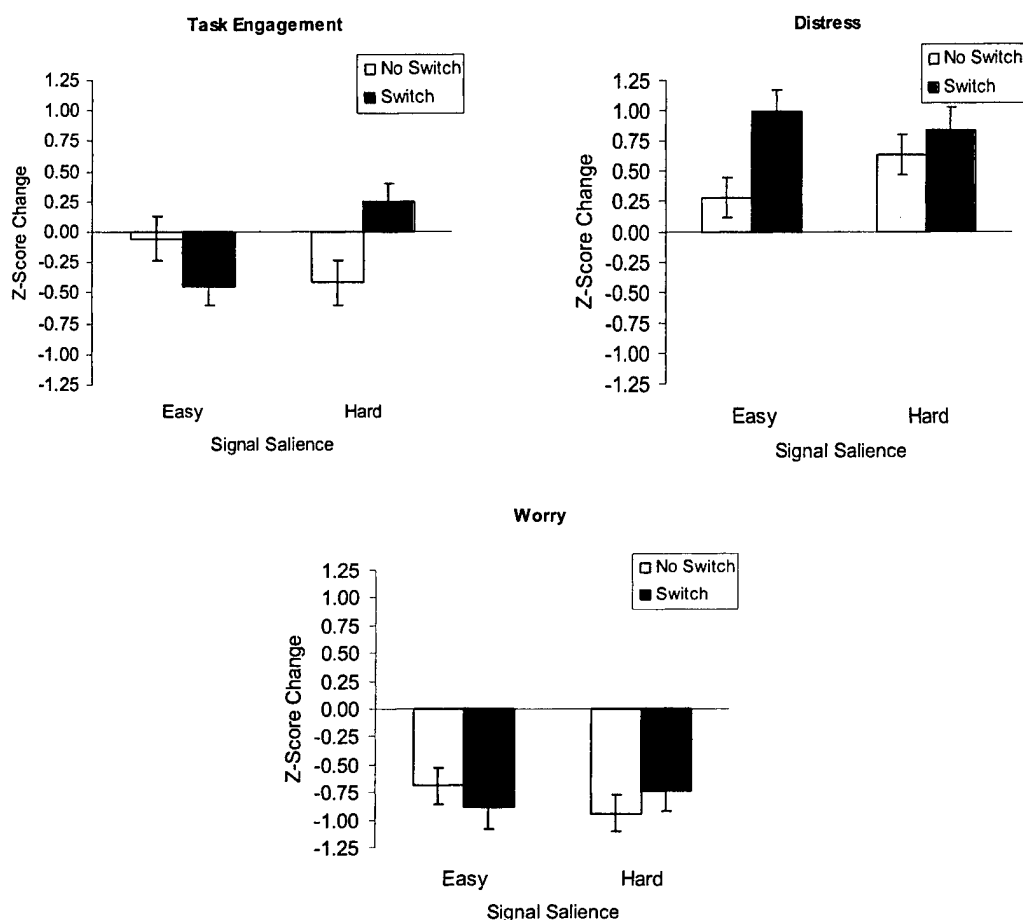 Task Engagement
No Switch
Switch
Z-Score Change
1.25
1.00
0.75
0.50
0.25
0.00
-0.25
-0.50
-0.75
-1.00
-1.25
Easy Hard
Signal Salience
Distress
No Switch
Switch
Z-Score Change
1.25
1.00
0.75
0.50
0.25
0.00
-0.25
-0.50
-0.75
-1.00
-1.25
Easy Hard
Signal Salience
Worry
No Switch
Switch
Z-Score Change
1.25
1.00
0.75
0.50
0.25
0.00
-0.25
-0.50
-0.75
-1.00
-1.25
Easy Hard
Signal Salience